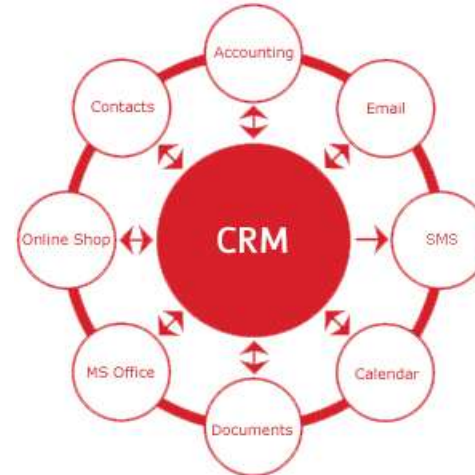 Accounting
Contacts
Email
Online Shop
CRM
SMS
MS Office
Calendar
Documents